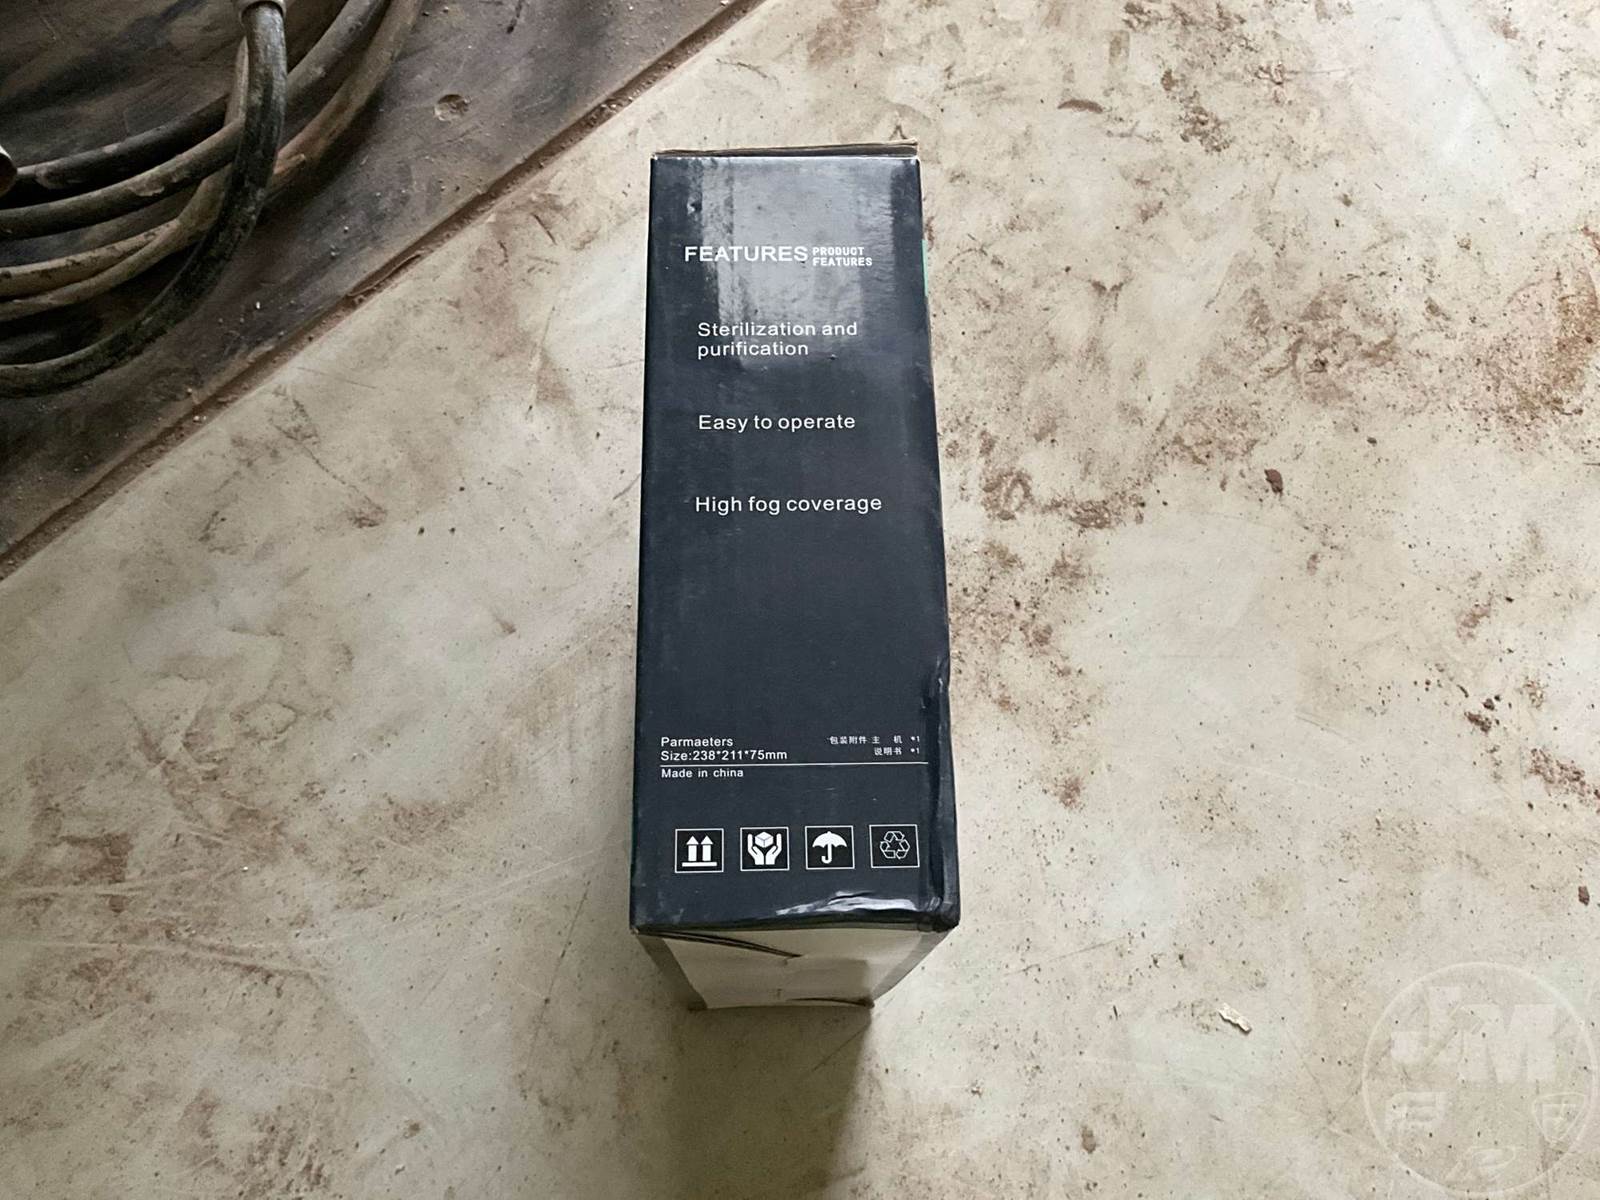 FEATURES PRODUCT
FEATURES
Sterilization and
purification
Easy to operate
High fog coverage
Parmaeters
Size:238*211*75mm
包装附件 主 机 *1
说明书 *1
Made in china
JM